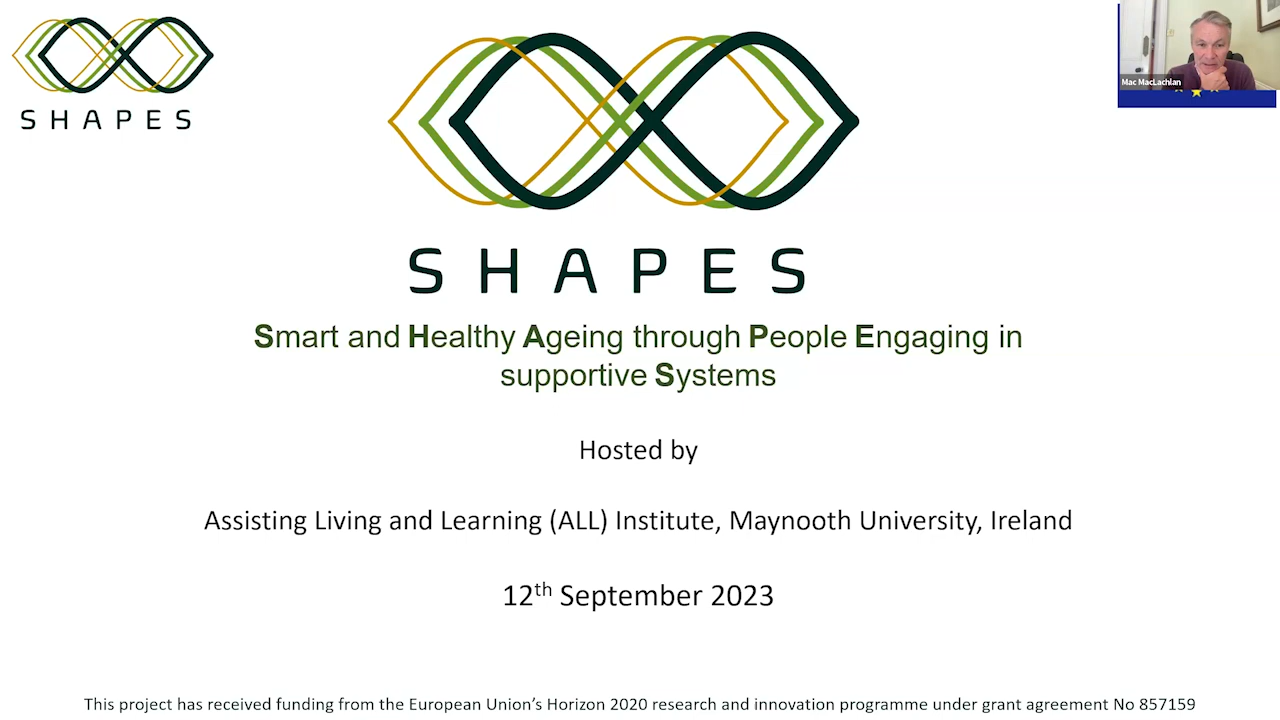 SHAPES
Mac MacLachlan
SHAPES
Smart and Healthy Ageing through People Engaging in
supportive Systems
Hosted by
Assisting Living and Learning (ALL) Institute, Maynooth University, Ireland
12th September 2023
This project has received funding from the European Union’s Horizon 2020 research and innovation programme under grant agreement No 857159